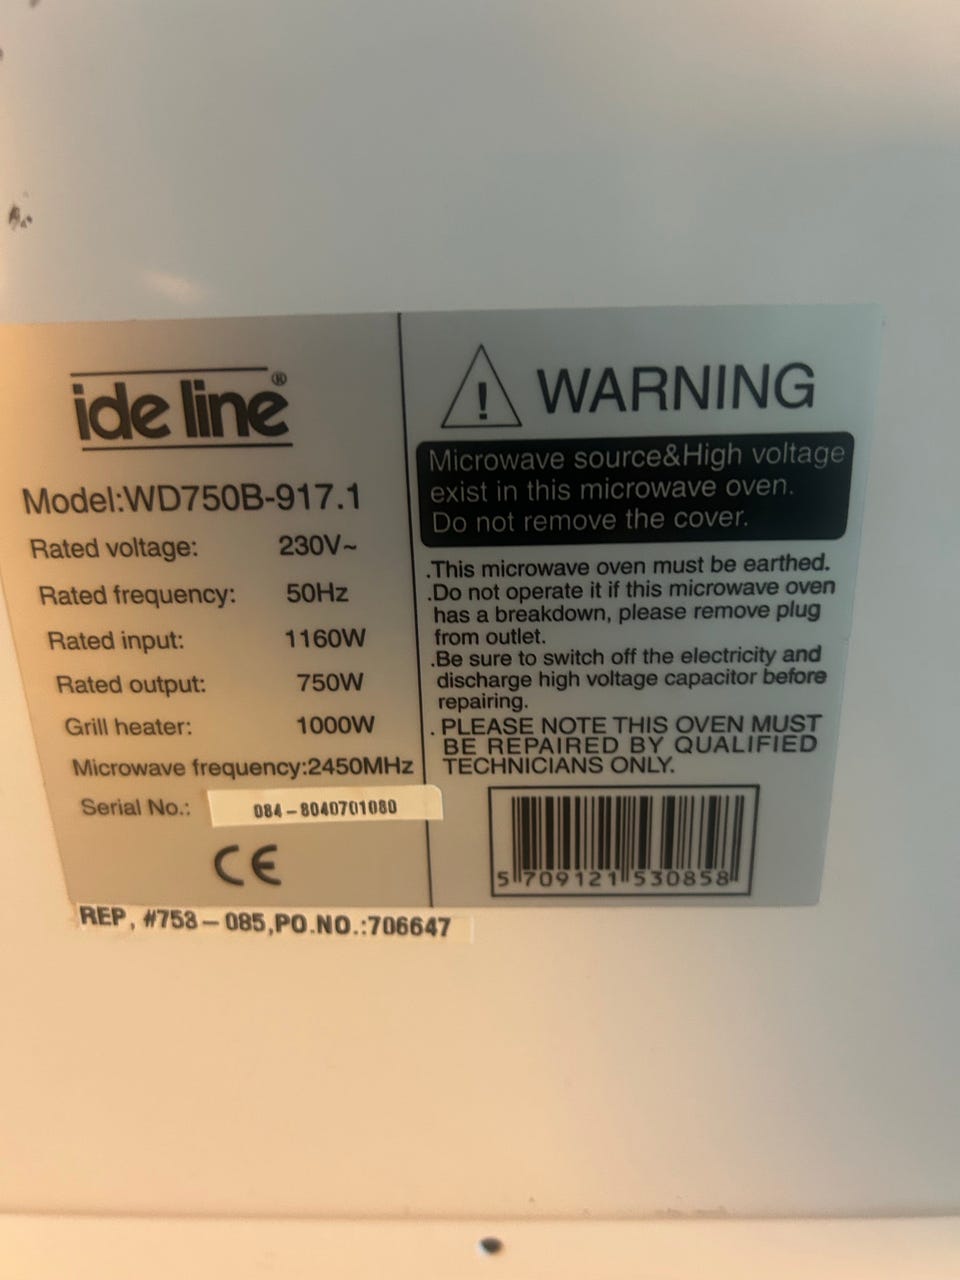 ide line®
Model:WD750B-917.1
Rated voltage: 230V~
Rated frequency: 50Hz
Rated input: 1160W
Rated output: 750W
Grill heater: 1000W
Microwave frequency:2450MHz
Serial No.: 084-8040701080
CE
REP, #753-085,PO.NO.:706647
! WARNING
Microwave source&High voltage
exist in this microwave oven.
Do not remove the cover.
.This microwave oven must be earthed.
.Do not operate it if this microwave oven
has a breakdown, please remove plug
from outlet.
.Be sure to switch off the electricity and
discharge high voltage capacitor before
repairing.
. PLEASE NOTE THIS OVEN MUST
BE REPAIRED BY QUALIFIED
TECHNICIANS ONLY.
5 709121 530858